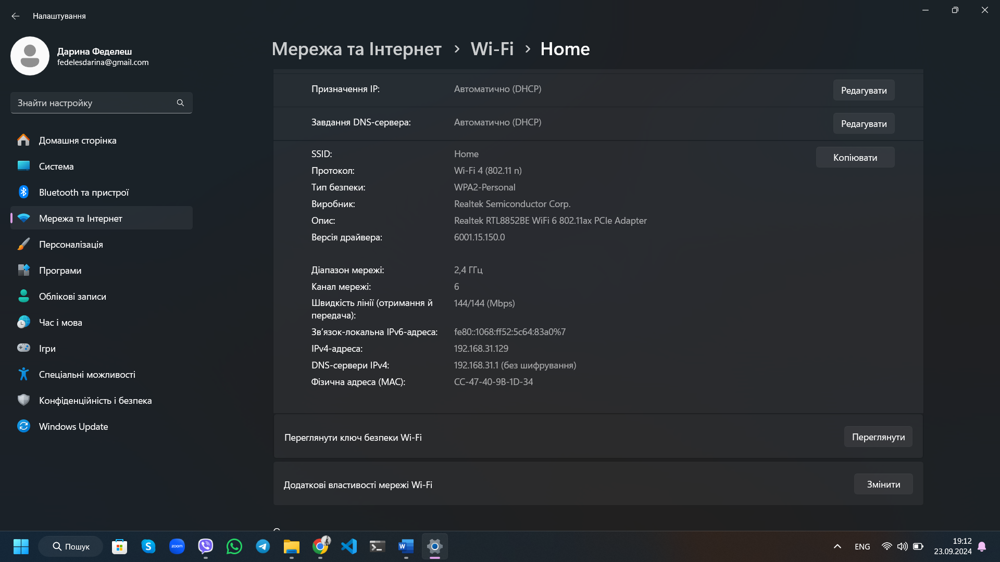 Налаштування
Дарина Феделеш
fedelesdarina@gmail.com
Знайти настройку
Домашня сторінка
Система
Bluetooth та пристрої
Мережа та Інтернет
Персоналізація
Програми
Облікові записи
Час і мова
Ігри
Спеціальні можливості
Конфіденційність і безпека
Windows Update
Мережа та Інтернет > Wi-Fi > Home
Призначення IP: Автоматично (DHCP) Редагувати
Завдання DNS-сервера: Автоматично (DHCP) Редагувати
SSID: Home Копіювати
Протокол: Wi-Fi 4 (802.11 n)
Тип безпеки: WPA2-Personal
Виробник: Realtek Semiconductor Corp.
Опис: Realtek RTL8852BE WiFi 6 802.11ax PCIe Adapter
Версія драйвера: 6001.15.150.0
Діапазон мережі: 2,4 ГГц
Канал мережі: 6
Швидкість лінії (отримання й 144/144 (Mbps)
передача):
Зв’язок-локальна IPv6-адреса: fe80::1068:ff52:5c64:83a0%7
IPv4-адреса: 192.168.31.129
DNS-сервери IPv4: 192.168.31.1 (без шифрування)
Фізична адреса (MAC): CC-47-40-9B-1D-34
Переглянути ключ безпеки Wi-Fi Переглянути
Додаткові властивості мережі Wi-Fi Змінити
Пошук
zoom
ENG
19:12
23.09.2024